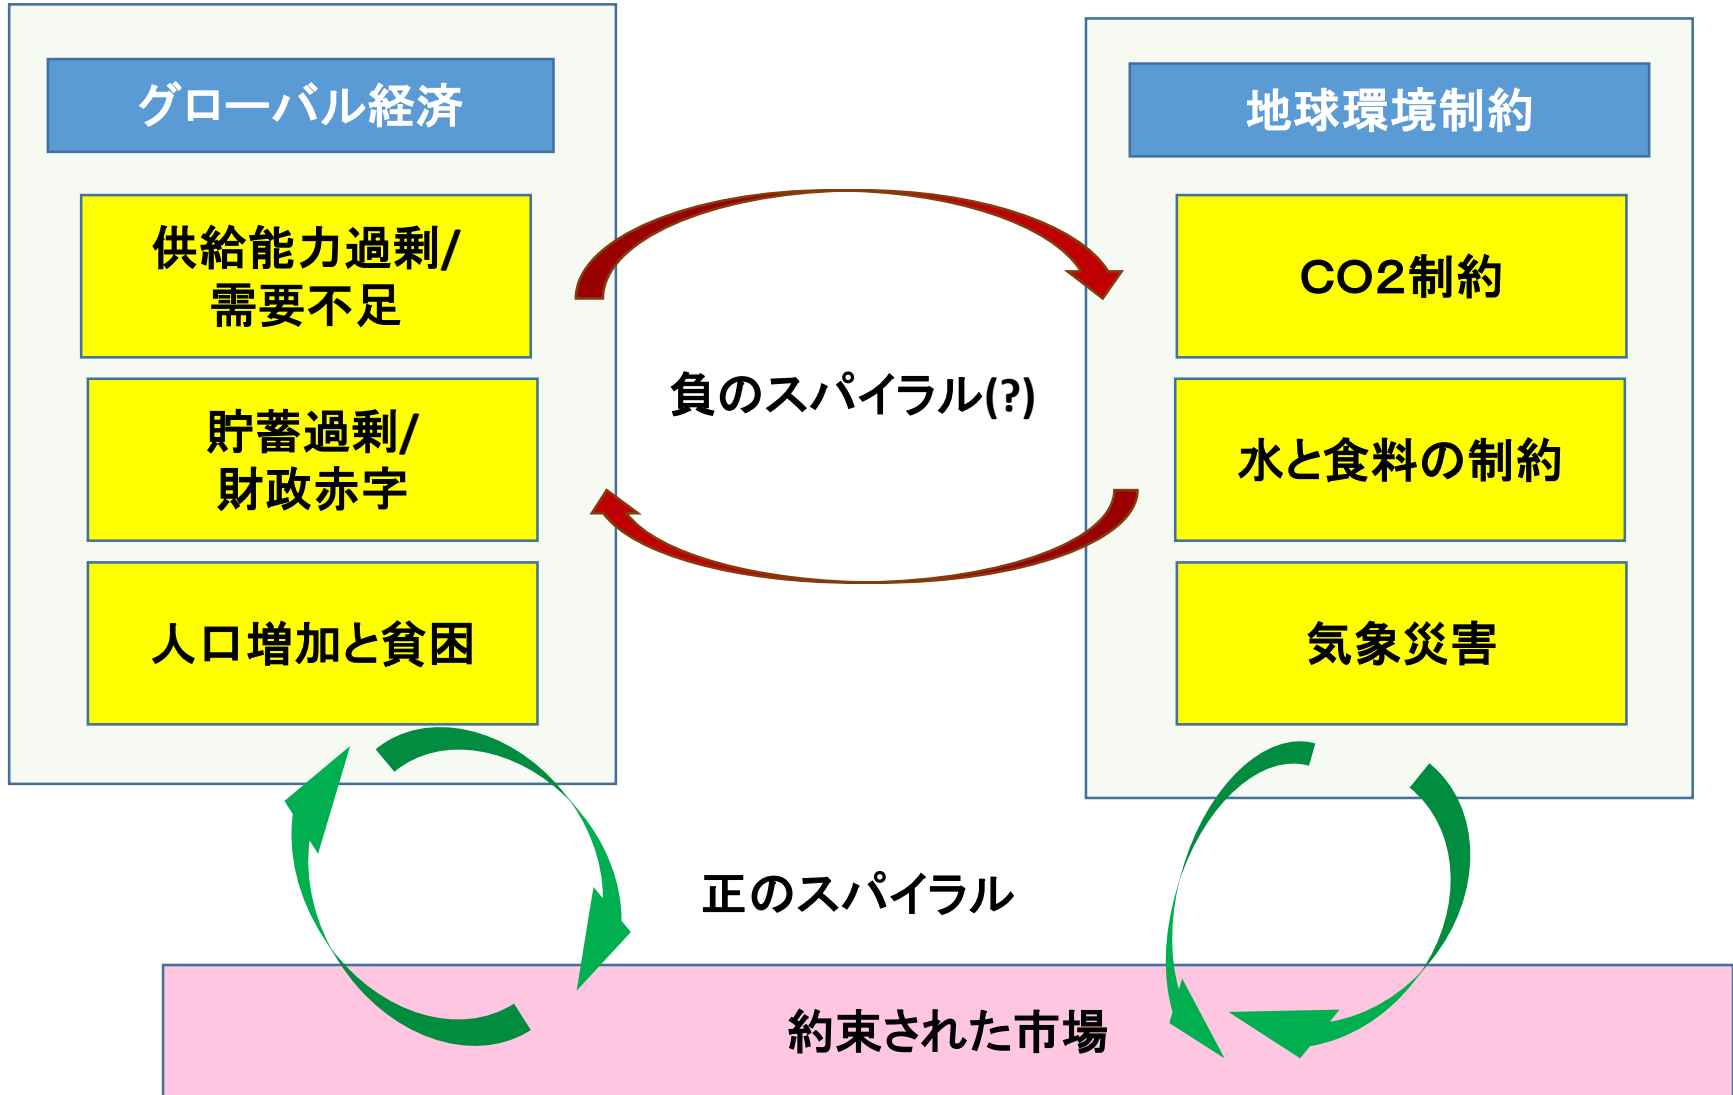 グローバル経済
供給能力過剰/
需要不足
貯蓄過剰/
財政赤字
人口増加と貧困
負のスパイラル(?)
地球環境制約
CO2制約
水と食料の制約
気象災害
正のスパイラル
約束された市場